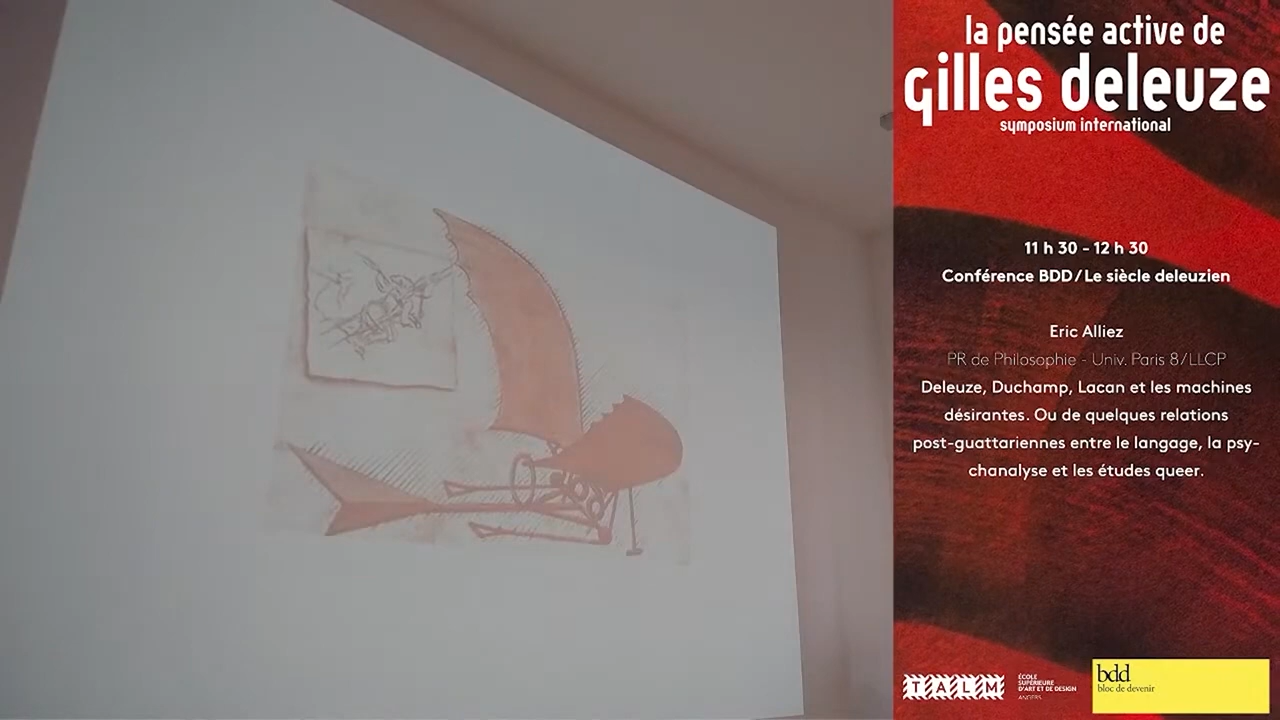 la pensée active de
gilles deleuze
symposium international
11 h 30 - 12 h 30
Conférence BDD / Le siècle deleuzien
Eric Alliez
PR de Philosophie - Univ. Paris 8/LLCP
Deleuze, Duchamp, Lacan et les machines
désirantes. Ou de quelques relations
post-guattariennes entre le langage, la psy-
chanalyse et les études queer.
TALM
ÉCOLE
SUPÉRIEURE
D'ART ET DE DESIGN
ANGERS
bdd
bloc de devenir